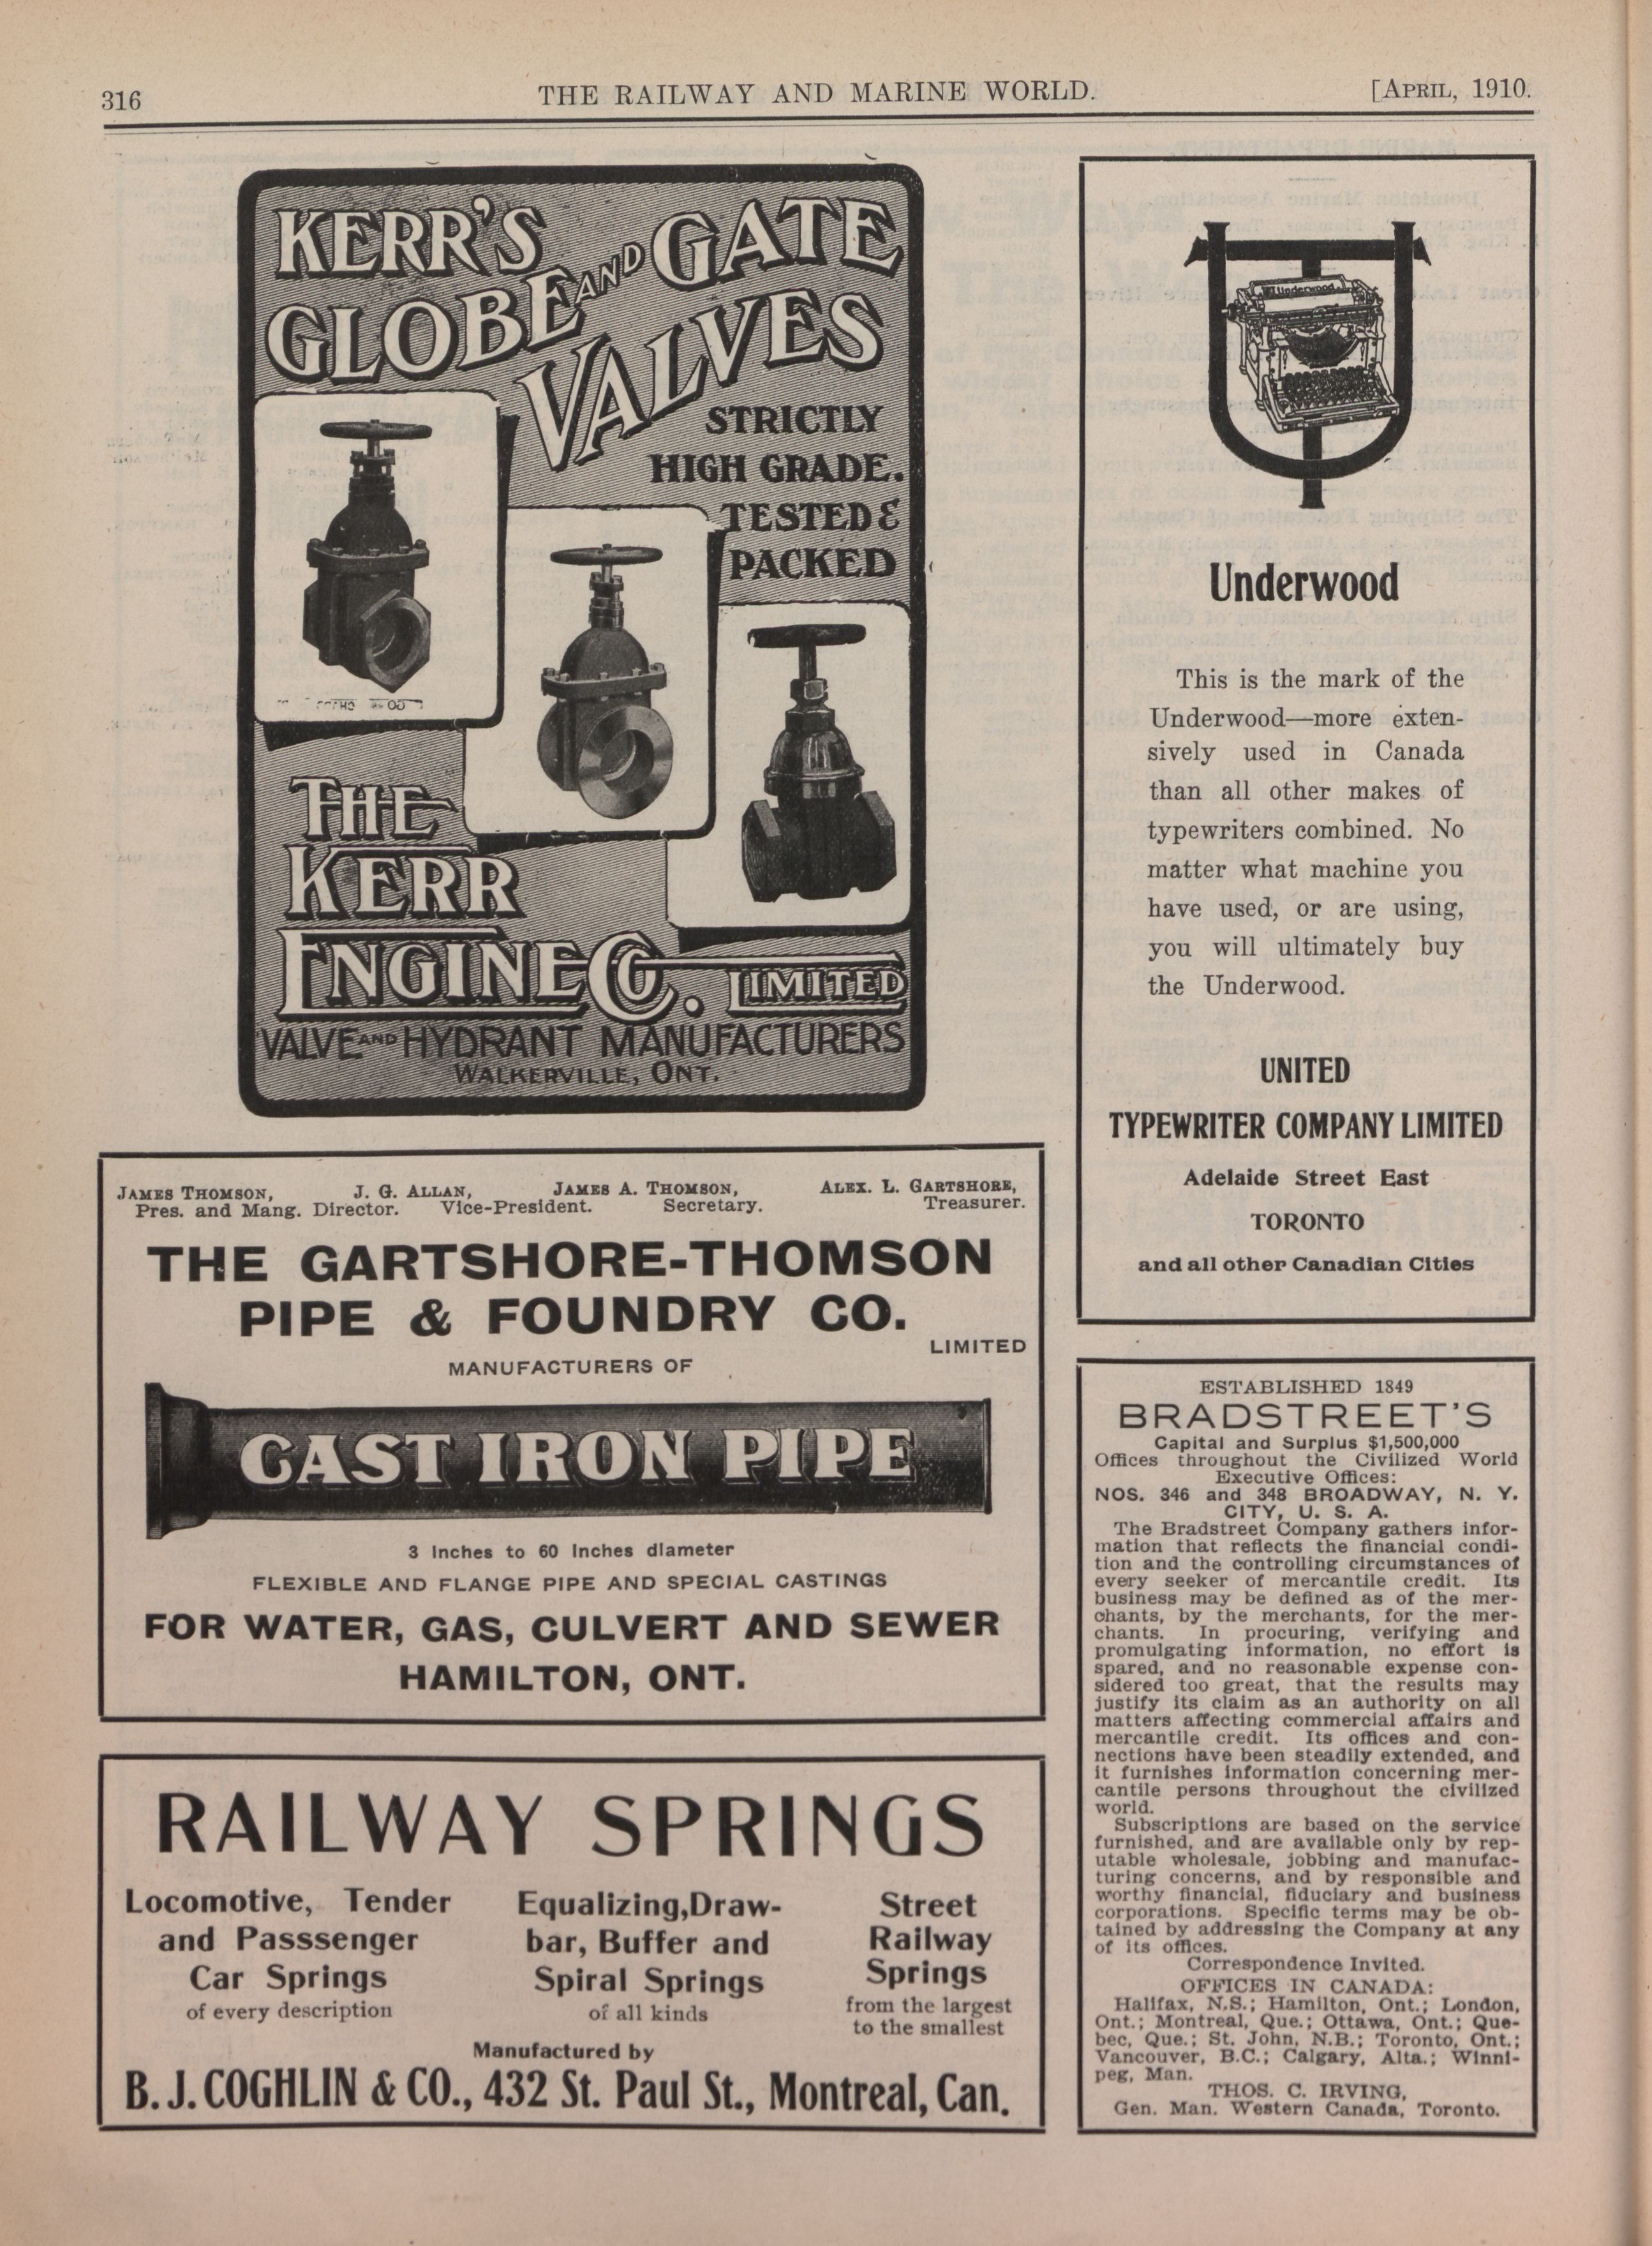 316
THE RAILWAY AND MARINE WORLD.
[APRIL, 1910.
KERR'S
GLOBE AND GATE
VALVES
STRICTLY
HIGH GRADE.
TESTED &
PACKED
THE
KERR
ENGINE CO. LIMITED
VALVE AND HYDRANT MANUFACTURERS
WALKERVILLE, ONT.
JAMES THOMSON, J. G. ALLAN, JAMES A. THOMSON, ALEX. L. GARTSHORE,
Pres. and Mang. Director. Vice-President. Secretary. Treasurer.
THE GARTSHORE-THOMSON
PIPE & FOUNDRY CO.
LIMITED
MANUFACTURERS OF
CAST IRON PIPE
3 Inches to 60 Inches diameter
FLEXIBLE AND FLANGE PIPE AND SPECIAL CASTINGS
FOR WATER, GAS, CULVERT AND SEWER
HAMILTON, ONT.
RAILWAY SPRINGS
Locomotive, Tender
and Passsenger
Car Springs
of every description
Equalizing,Draw-
bar, Buffer and
Spiral Springs
of all kinds
Street
Railway
Springs
from the largest
to the smallest
Manufactured by
B. J. COGHLIN & CO., 432 St. Paul St., Montreal, Can.
Underwood
Underwood
This is the mark of the
Underwood—more exten-
sively used in Canada
than all other makes of
typewriters combined. No
matter what machine you
have used, or are using,
you will ultimately buy
the Underwood.
UNITED
TYPEWRITER COMPANY LIMITED
Adelaide Street East
TORONTO
and all other Canadian Cities
ESTABLISHED 1849
BRADSTREET'S
Capital and Surplus $1,500,000
Offices throughout the Civilized World
Executive Offices:
NOS. 346 and 348 BROADWAY, N. Y.
CITY, U. S. A.
The Bradstreet Company gathers infor-
mation that reflects the financial condi-
tion and the controlling circumstances of
every seeker of mercantile credit. Its
business may be defined as of the mer-
chants, by the merchants, for the mer-
chants. In procuring, verifying and
promulgating information, no effort is
spared, and no reasonable expense con-
sidered too great, that the results may
justify its claim as an authority on all
matters affecting commercial affairs and
mercantile credit. Its offices and con-
nections have been steadily extended, and
it furnishes information concerning mer-
cantile persons throughout the civilized
world.
Subscriptions are based on the service
furnished, and are available only by rep-
utable wholesale, jobbing and manufac-
turing concerns, and by responsible and
worthy financial, fiduciary and business
corporations. Specific terms may be ob-
tained by addressing the Company at any
of its offices.
Correspondence Invited.
OFFICES IN CANADA:
Halifax, N.S.; Hamilton, Ont.; London,
Ont.; Montreal, Que.; Ottawa, Ont.; Que-
bec, Que.; St. John, N.B.; Toronto, Ont.;
Vancouver, B.C.; Calgary, Alta.; Winni-
peg, Man.
THOS. C. IRVING,
Gen. Man. Western Canada, Toronto.